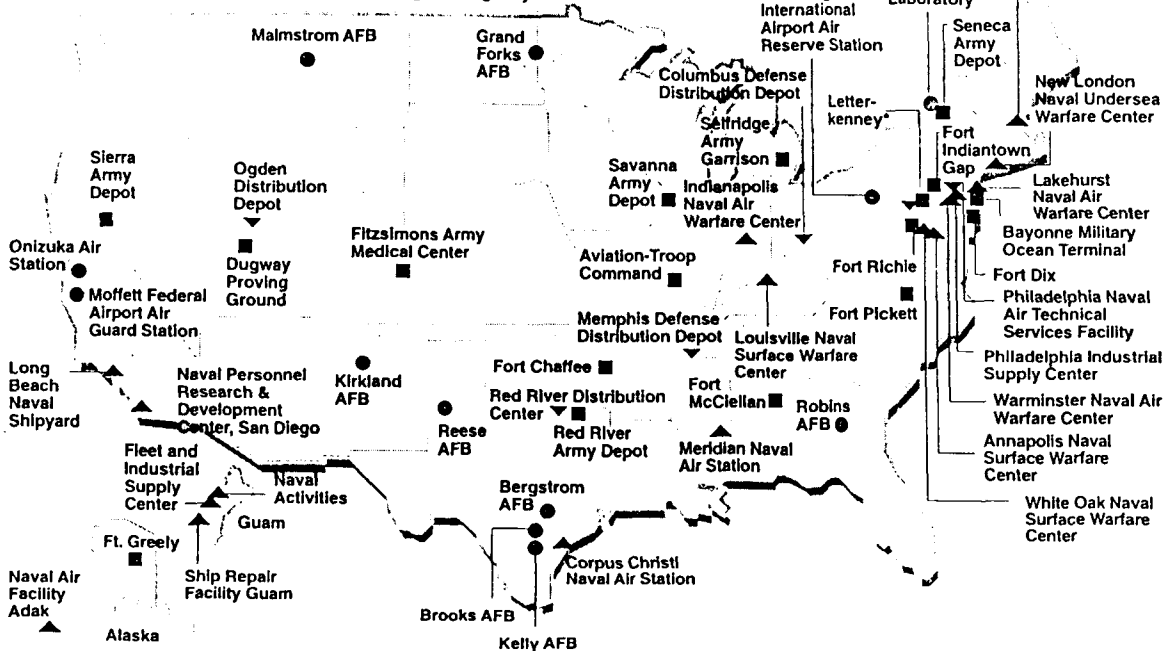 International
Airport Air
Reserve Station
Laboratory
Seneca
Army
Depot
Malmstrom AFB
Grand
Forks
AFB
Columbus Defense
Distribution Depot
New London
Naval Undersea
Warfare Center
Letter-
kenney
Selfridge
Army
Garrison
Fort
Indiantown
Gap
Sierra
Army
Depot
Ogden
Distribution
Depot
Savanna
Army
Depot
Indianapolis
Naval Air
Warfare Center
Lakehurst
Naval Air
Warfare Center
Bayonne Military
Ocean Terminal
Onizuka Air
Station
Fitzsimons Army
Medical Center
Dugway
Proving
Ground
Aviation-Troop
Command
Fort Richie
Fort Dix
Moffett Federal
Airport Air
Guard Station
Fort Pickett
Philadelphia Naval
Air Technical
Services Facility
Memphis Defense
Distribution Depot
Louisville Naval
Surface Warfare
Center
Philadelphia Industrial
Supply Center
Long
Beach
Naval
Shipyard
Naval Personnel
Research &
Development
Center, San Diego
Kirkland
AFB
Fort Chaffee
Red River Distribution
Center
Fort
McClellan
Robins
AFB
Warminster Naval Air
Warfare Center
Reese
AFB
Red River
Army Depot
Meridian Naval
Air Station
Annapolis Naval
Surface Warfare
Center
Fleet and
Industrial
Supply
Center
Naval
Activities
Guam
Bergstrom
AFB
White Oak Naval
Surface Warfare
Center
Ft. Greely
Naval Air
Facility
Adak
Ship Repair
Facility Guam
Corpus Christi
Naval Air Station
Brooks AFB
Alaska
Kelly AFB